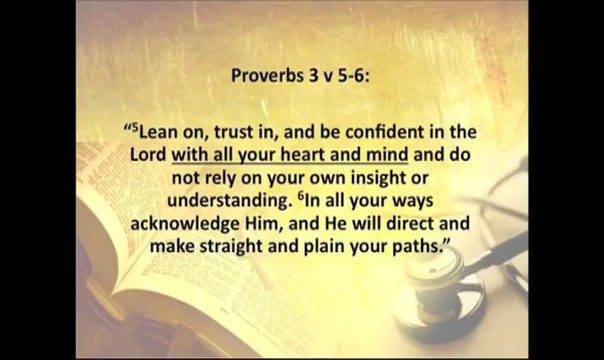 Proverbs 3 v 5-6:
“⁵Lean on, trust in, and be confident in the
Lord with all your heart and mind and do
not rely on your own insight or
understanding. ⁶In all your ways
acknowledge Him, and He will direct and
make straight and plain your paths.”